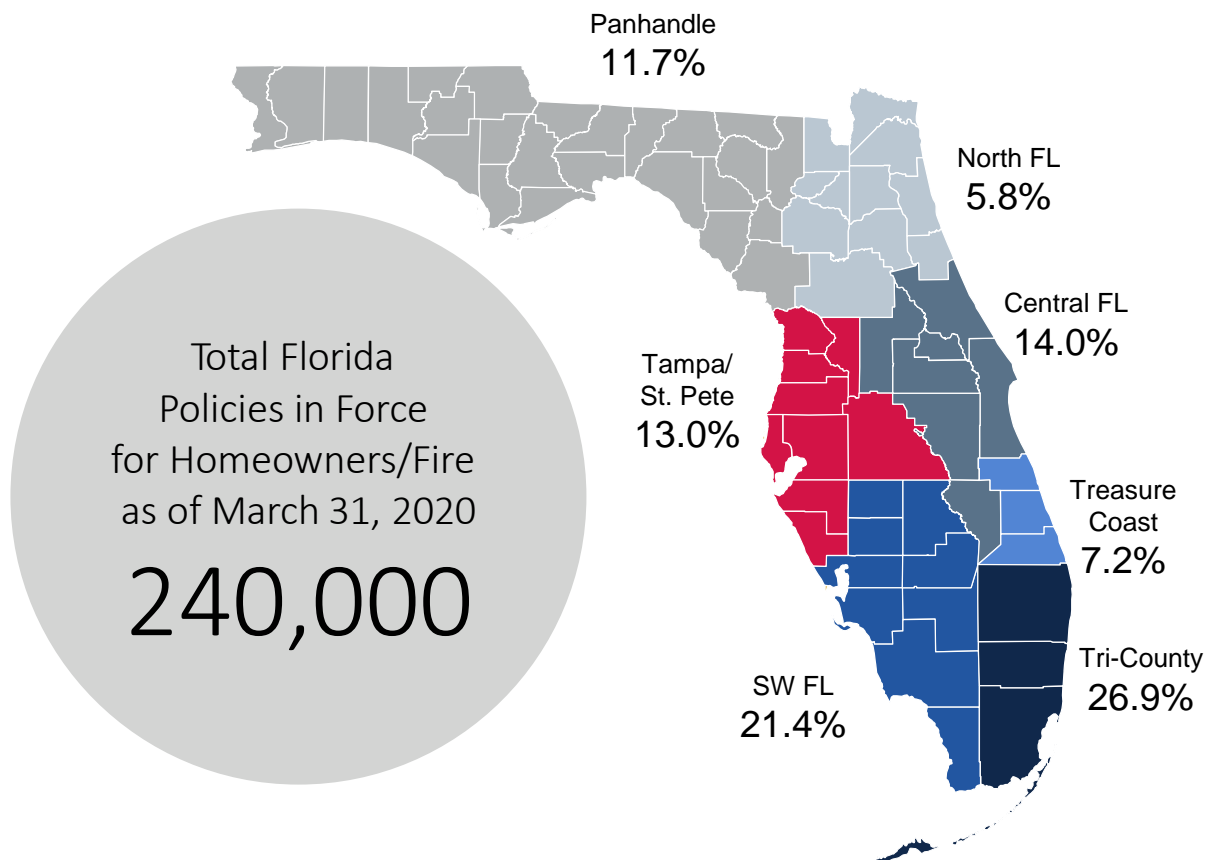 Panhandle
11.7%
North FL
5.8%
Central FL
14.0%
Tampa/
St. Pete
13.0%
Total Florida
Policies in Force
for Homeowners/Fire
as of March 31, 2020
240,000
Treasure
Coast
7.2%
Tri-County
26.9%
SW FL
21.4%